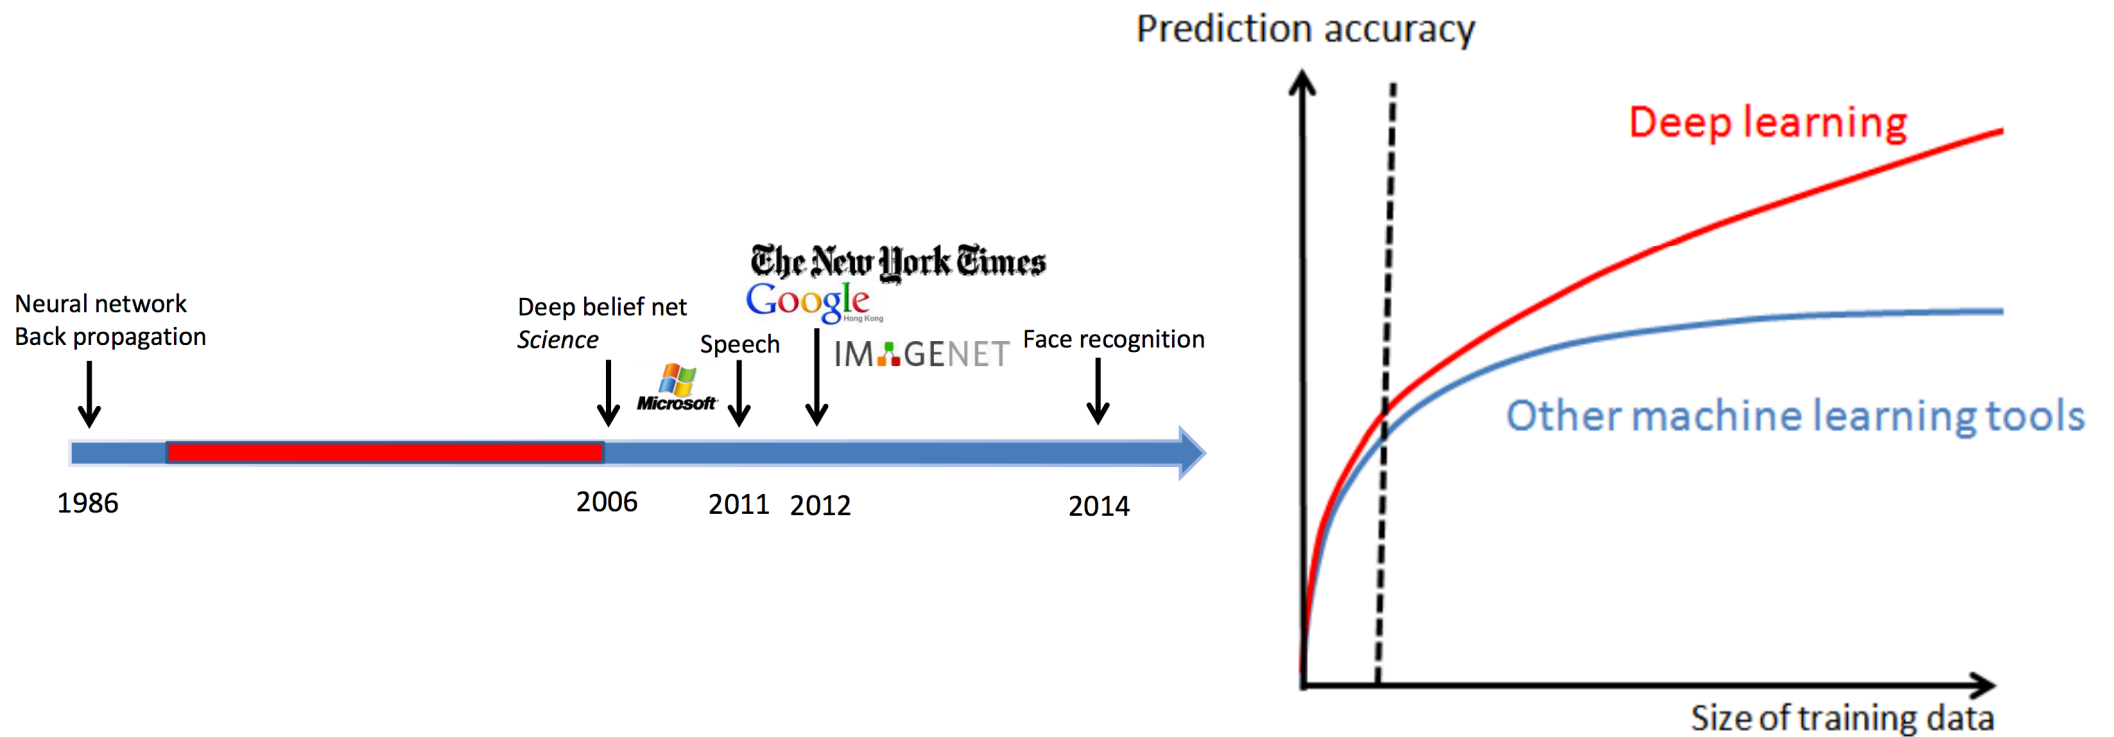 Neural network
Back propagation
Deep belief net
Science
Microsoft
Speech
The New York Times
Google
Hong Kong
IMAGENET
Face recognition
1986
2006
2011
2012
2014
Prediction accuracy
Deep learning
Other machine learning tools
Size of training data